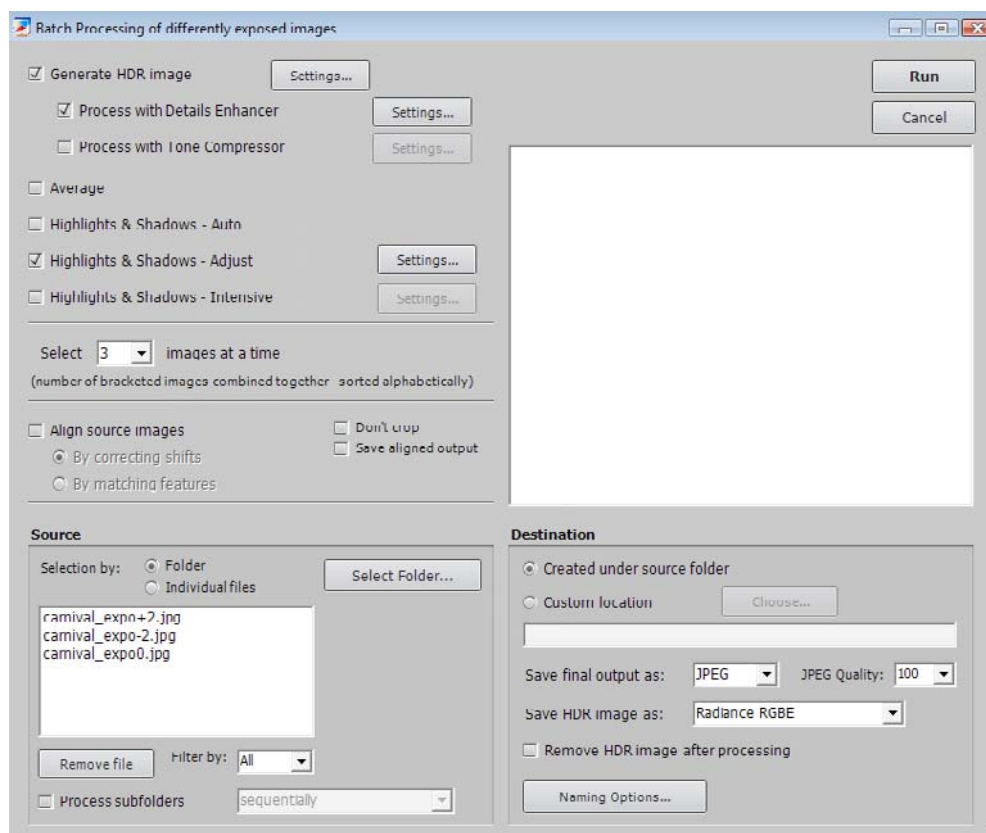 Batch Processing of differently exposed images
Generate HDR image Settings...
Run
Process with Details Enhancer Settings...
Cancel
Process with Tone Compressor Settings...
Average
Highlights & Shadows - Auto
Highlights & Shadows - Adjust Settings...
Highlights & Shadows - Intensive Settings...
Select 3 images at a time
(number of bracketed images combined together sorted alphabetically)
Align source images
Don't crop
By correcting shifts
Save aligned output
By matching features
Source
Selection by: Folder
Individual files
Select Folder...
carnival_expo+2.jpg
carnival_expo-2.jpg
carnival_expo0.jpg
Remove file Filter by: All
Process subfolders sequentially
Destination
Created under source folder
Custom location Choose...
Save final output as: JPEG JPEG Quality: 100
Save HDR image as: Radiance RGBE
Remove HDR image after processing
Naming Options...